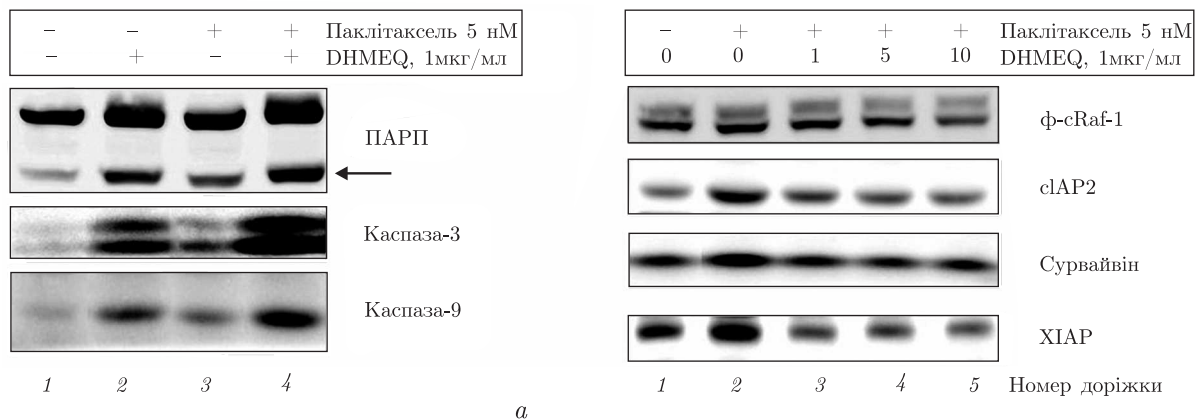 – – + + Паклітаксель 5 нМ
– + – + DHMEQ, 1мкг/мл
ПАРП
Каспаза-3
Каспаза-9
1 2 3 4
а
– + + + + Паклітаксель 5 нМ
0 0 1 5 10 DHMEQ, 1мкг/мл
ф-cRaf-1
cIAP2
Сурвайвін
XIAP
1 2 3 4 5 Номер доріжки